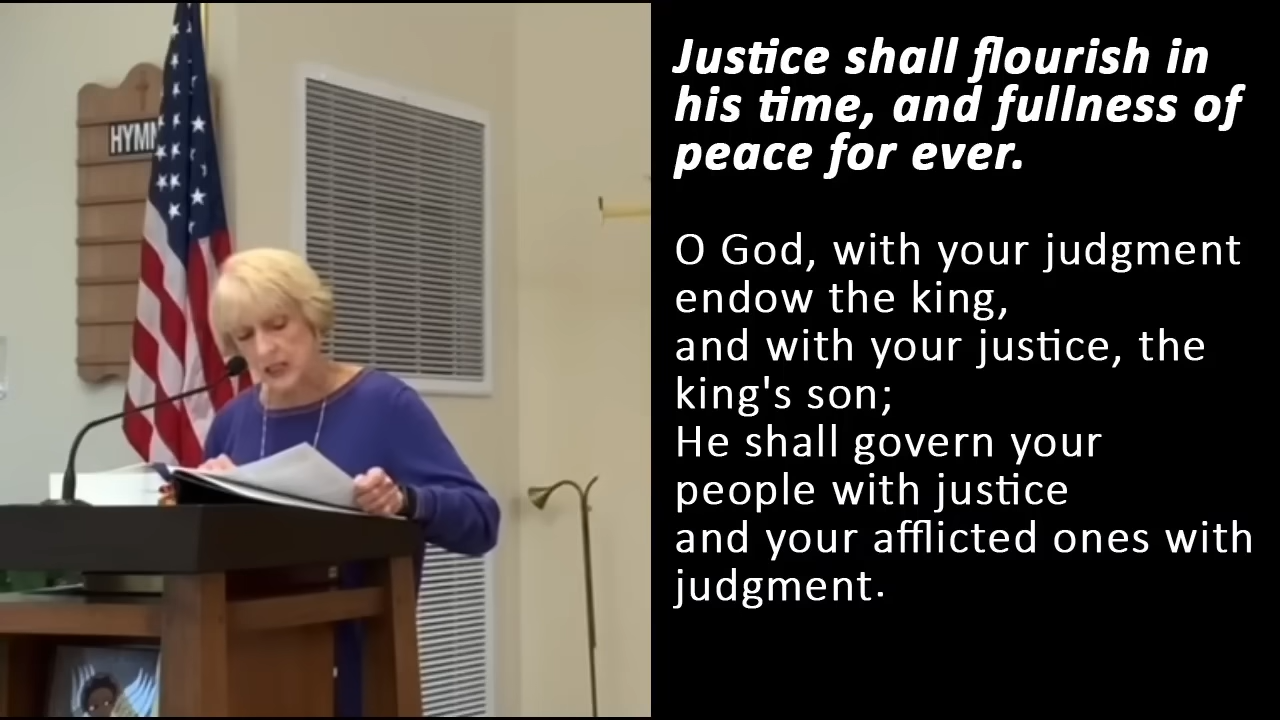 HYMN
Justice shall flourish in
his time, and fullness of
peace for ever.
O God, with your judgment
endow the king,
and with your justice, the
king's son;
He shall govern your
people with justice
and your afflicted ones with
judgment.